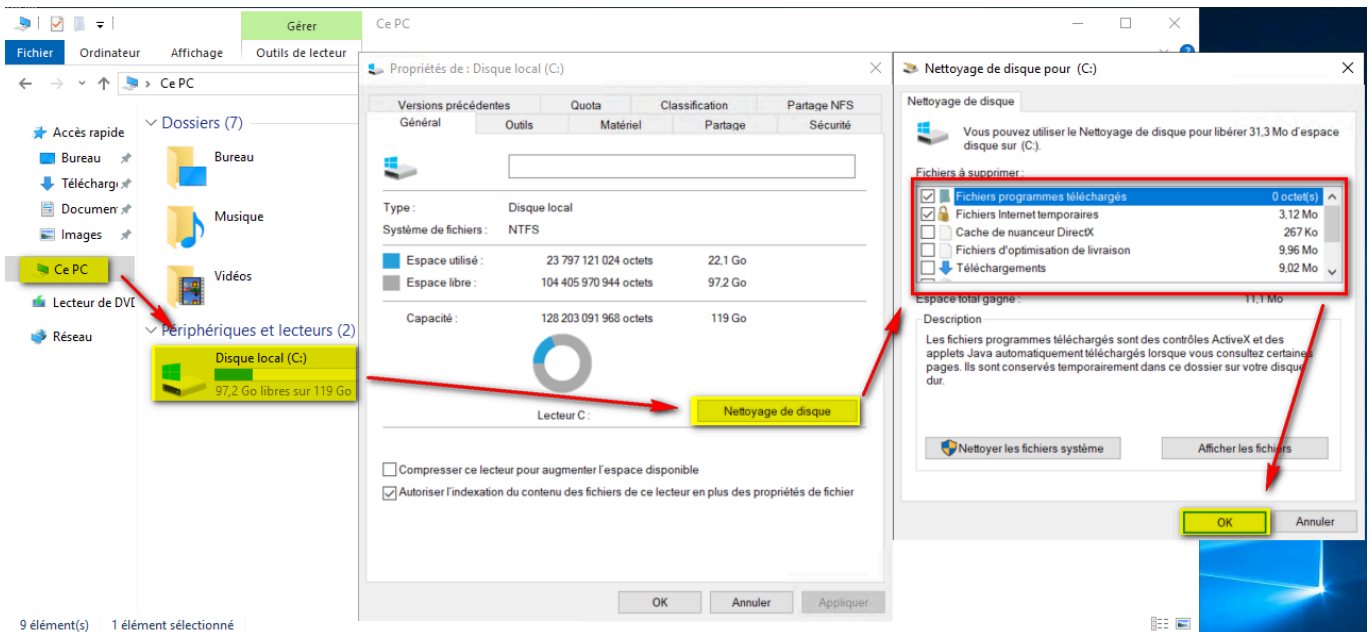 Gérer
Ce PC
Fichier
Ordinateur
Affichage
Outils de lecteur
Ce PC
Accès rapide
Bureau
Télécharg
Documen
Images
Ce PC
Lecteur de DVD
Réseau
Dossiers (7)
Bureau
Musique
Vidéos
Périphériques et lecteurs (2)
Disque local (C:)
97,2 Go libres sur 119 Go
9 élément(s)
1 élément sélectionné
Propriétés de : Disque local (C:)
Versions précédentes
Quota
Classification
Partage NFS
Général
Outils
Matériel
Partage
Sécurité
Type :
Disque local
Système de fichiers :
NTFS
Espace utilisé :
23 797 121 024 octets
22,1 Go
Espace libre :
104 405 970 944 octets
97,2 Go
Capacité :
128 203 091 968 octets
119 Go
Lecteur C :
Nettoyage de disque
Compresser ce lecteur pour augmenter l'espace disponible
Autoriser l'indexation du contenu des fichiers de ce lecteur en plus des propriétés de fichier
OK
Annuler
Appliquer
Nettoyage de disque pour (C:)
Nettoyage de disque
Vous pouvez utiliser le Nettoyage de disque pour libérer 31,3 Mo d'espace
disque sur (C:).
Fichiers à supprimer :
Fichiers programmes téléchargés
0 octet(s)
Fichiers Internet temporaires
3,12 Mo
Cache de nuanceur DirectX
267 Ko
Fichiers d'optimisation de livraison
9,96 Mo
Téléchargements
9,02 Mo
Espace total gagné :
11,1 Mo
Description
Les fichiers programmes téléchargés sont des contrôles ActiveX et des
applets Java automatiquement téléchargés lorsque vous consultez certaines
pages. Ils sont conservés temporairement dans ce dossier sur votre disque
dur.
Nettoyer les fichiers système
Afficher les fichiers
OK
Annuler